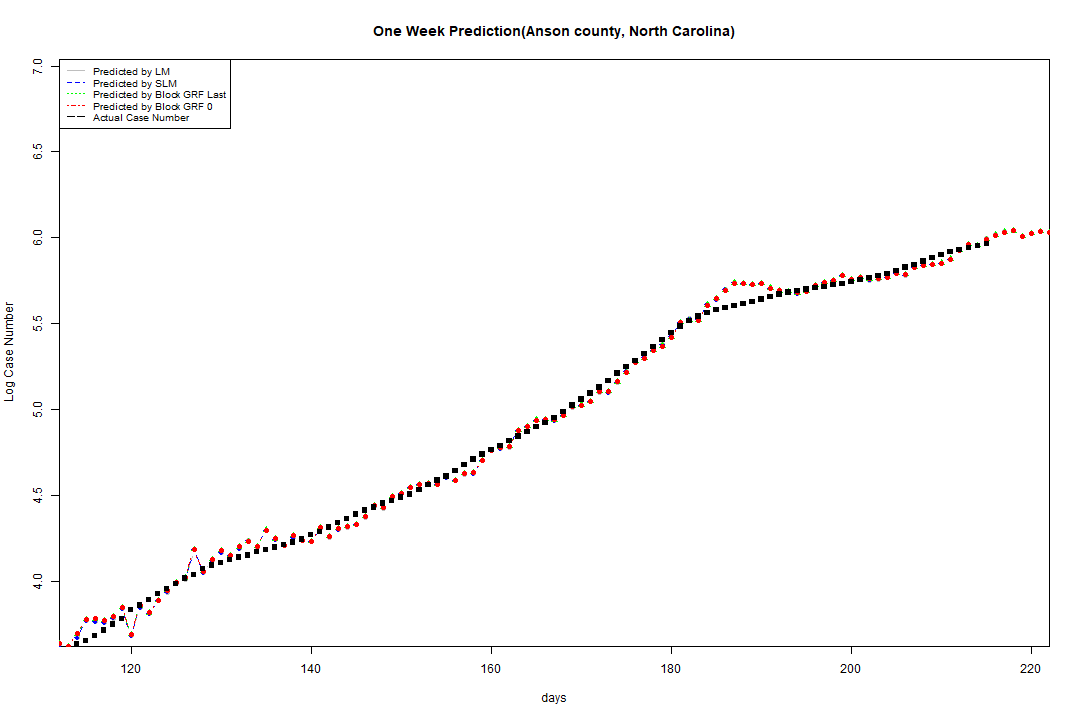 One Week Prediction(Anson county, North Carolina)
Predicted by LM
Predicted by SLM
Predicted by Block GRF Last
Predicted by Block GRF 0
Actual Case Number
7.0
6.5
6.0
5.5
5.0
4.5
4.0
Log Case Number
120 140 160 180 200 220
days